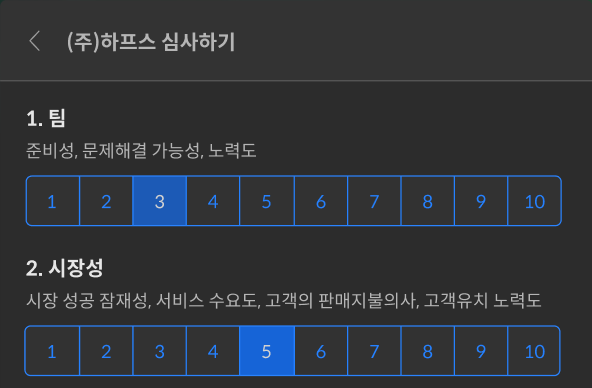 (주)하프스 심사하기
1. 팀
준비성, 문제해결 가능성, 노력도
1 2 3 4 5 6 7 8 9 10
2. 시장성
시장 성공 잠재성, 서비스 수요도, 고객의 판매지불의사, 고객유치 노력도
1 2 3 4 5 6 7 8 9 10